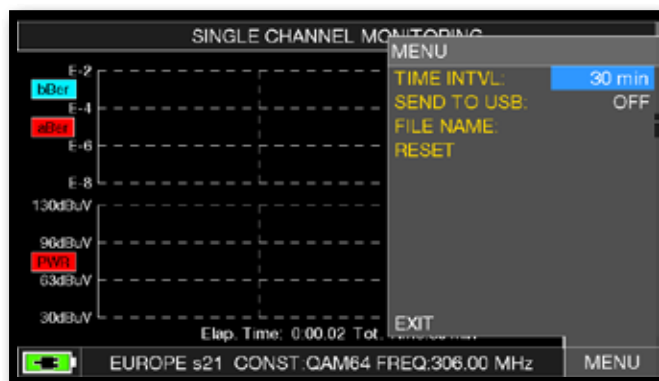 SINGLE CHANNEL MONITORING
MENU
TIME INTVL: 30 min
SEND TO USB: OFF
FILE NAME:
RESET
EXIT
E-2
bBer
E-4
aBer
E-6
E-8
130dBuV
96dBuV
PWR
63dBuV
30dBuV
Elap. Time: 0:00.02 Tot.
EUROPE s21 CONST:QAM64 FREQ:306.00 MHz MENU